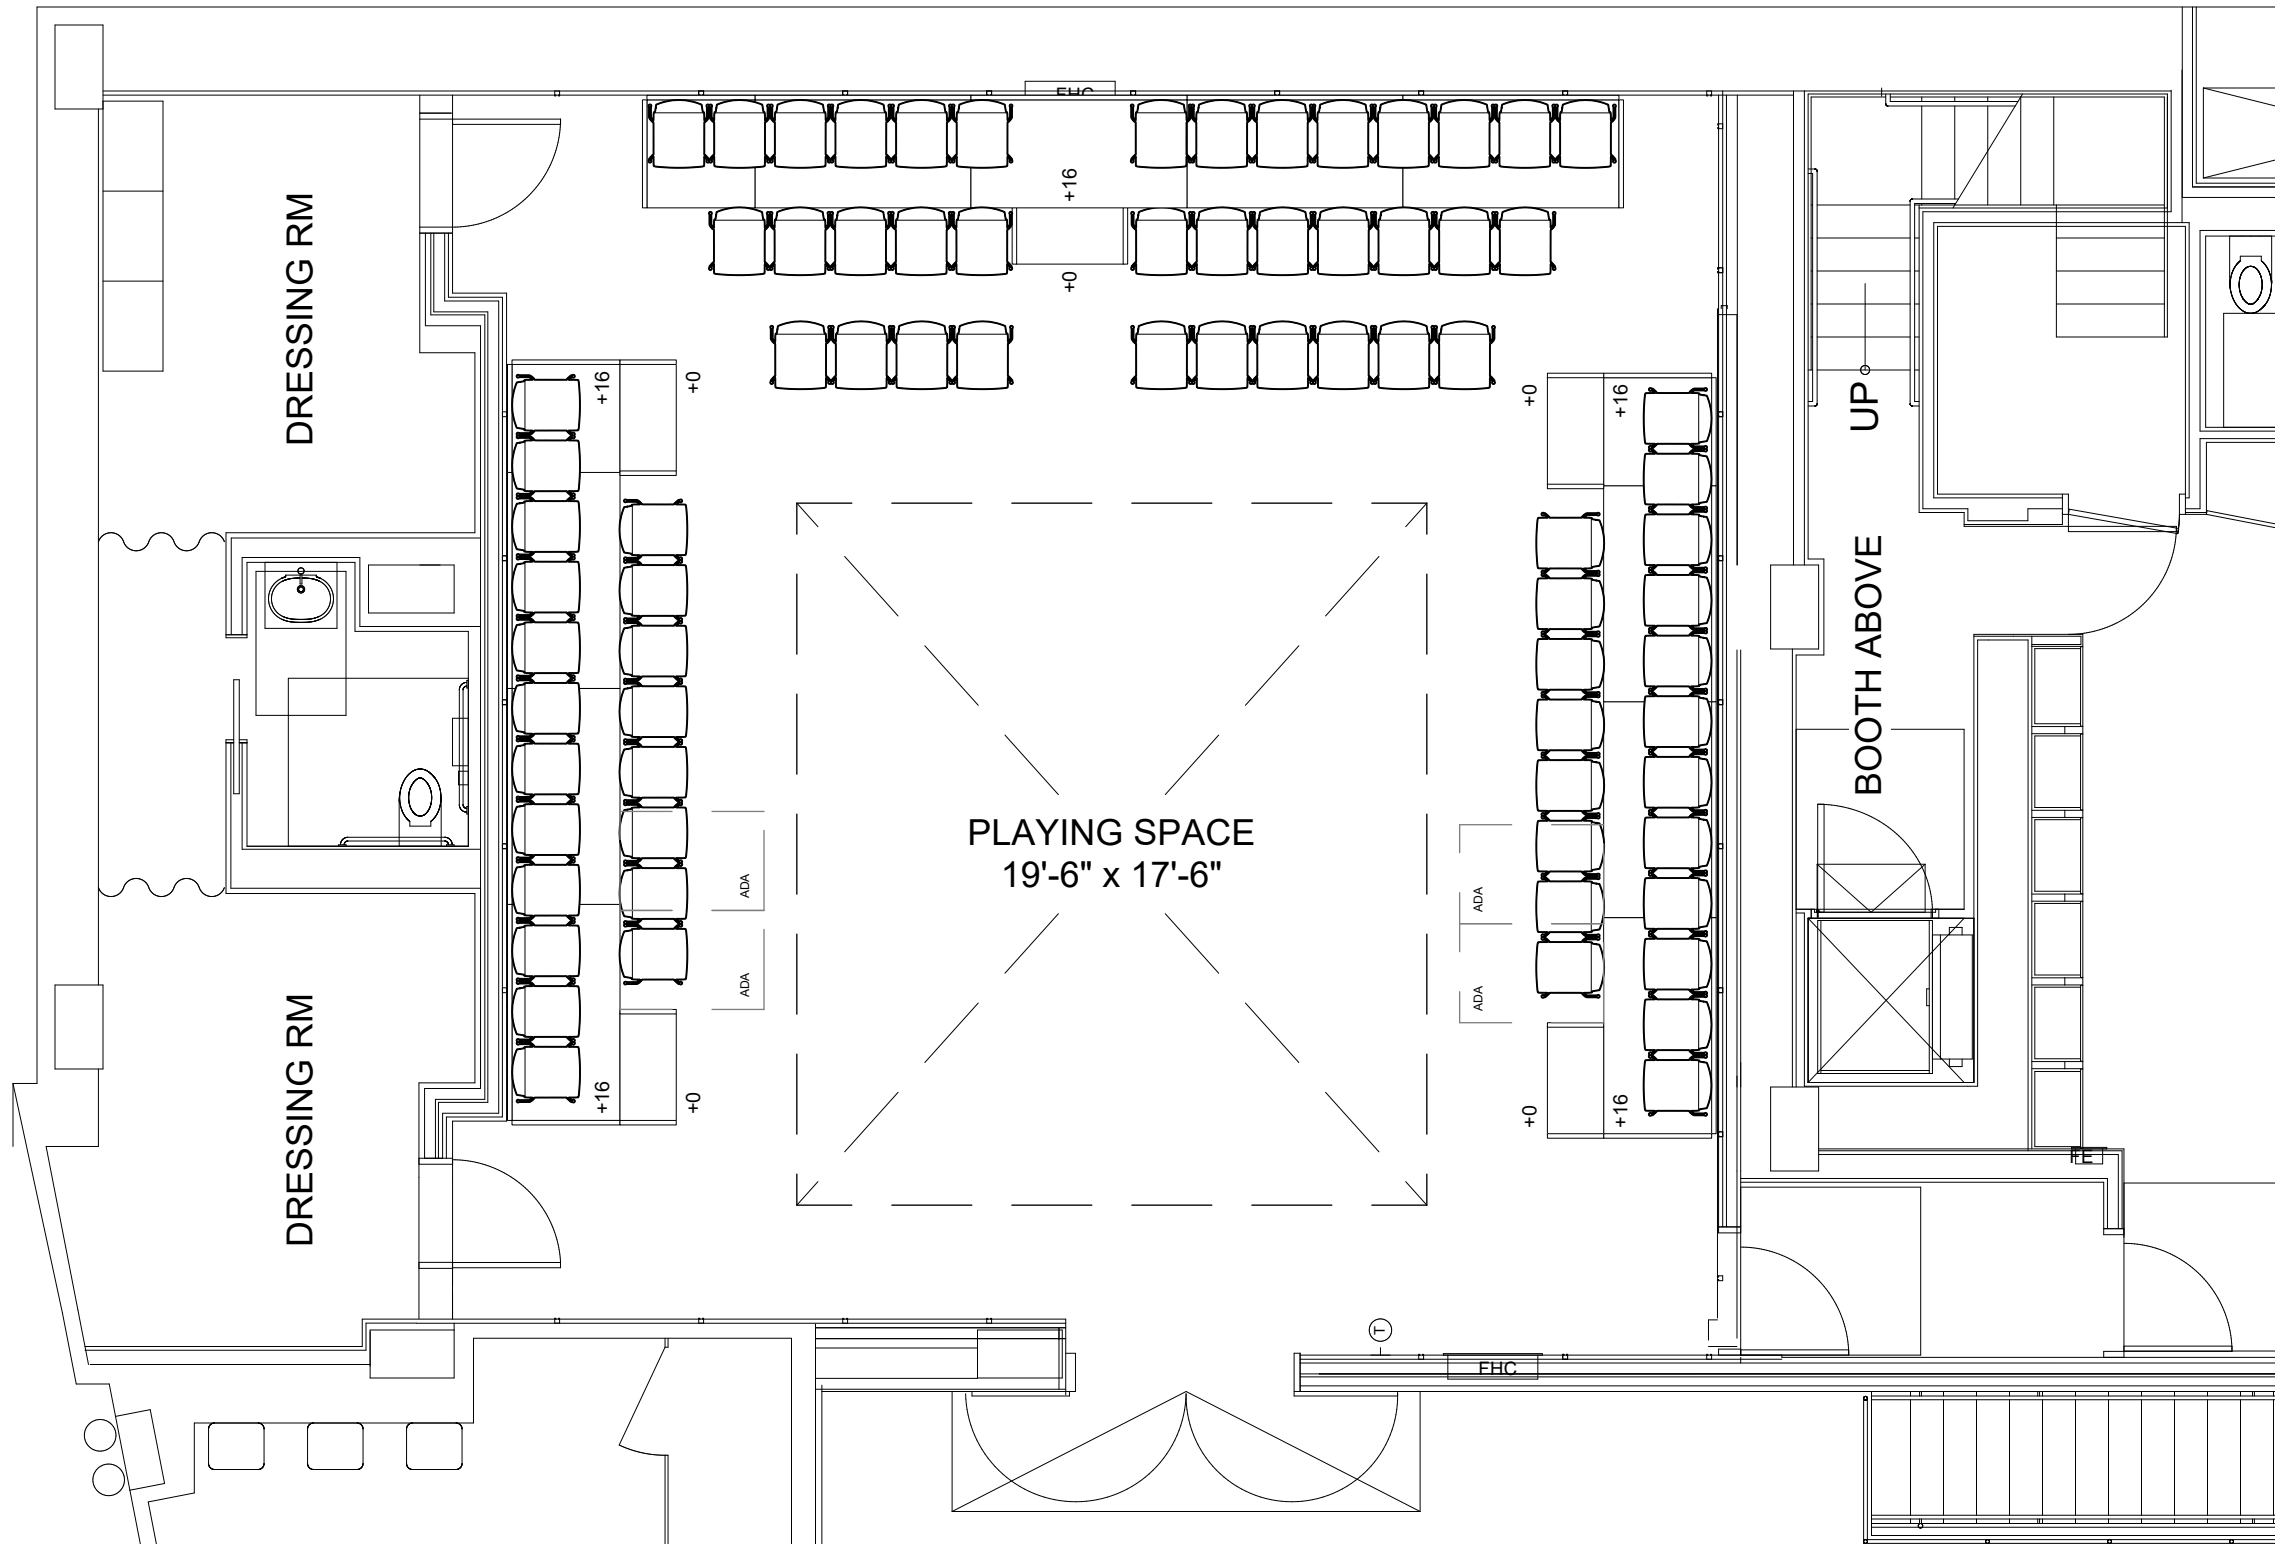 FHC
+16
+0
DRESSING RM
+16
+0
+0
+16
UP
BOOTH ABOVE
PLAYING SPACE
19'-6" x 17'-6"
ADA
ADA
ADA
ADA
DRESSING RM
+16
+0
+0
+16
FE
T
FHC